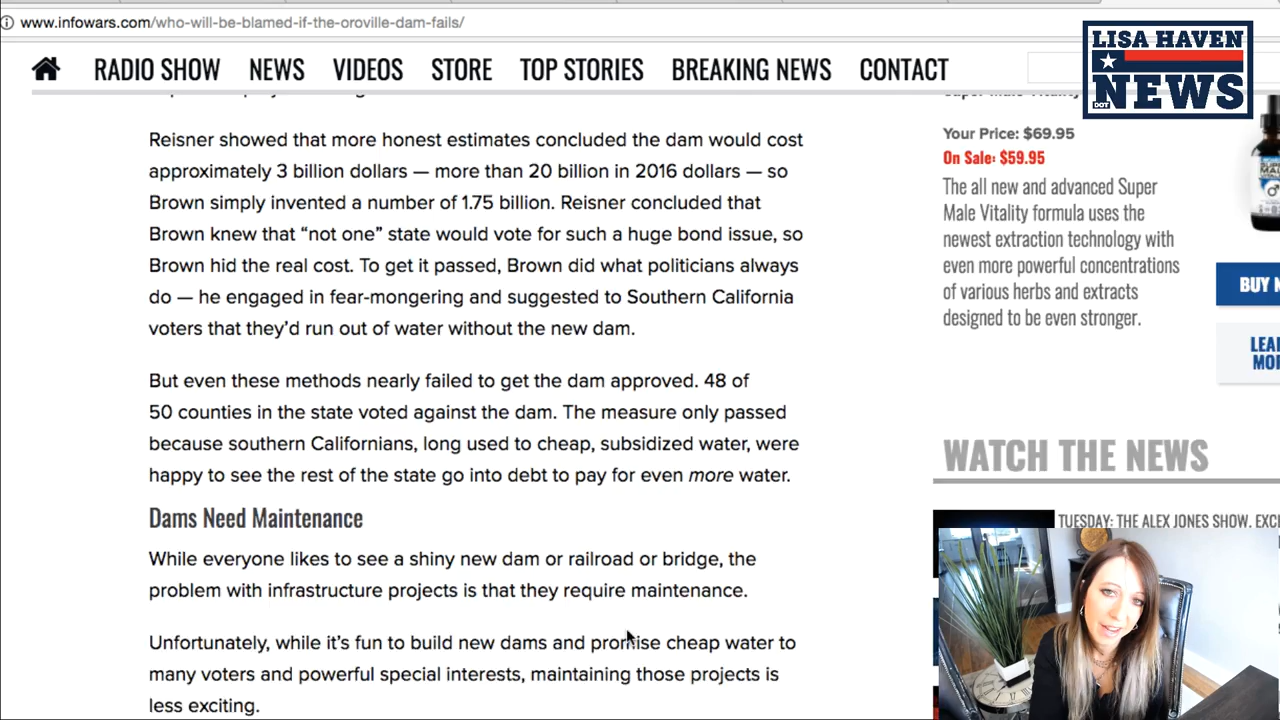 www.infowars.com/who-will-be-blamed-if-the-oroville-dam-fails/
LISA HAVEN
DOT NEWS
RADIO SHOW NEWS VIDEOS STORE TOP STORIES BREAKING NEWS CONTACT
Reisner showed that more honest estimates concluded the dam would cost
approximately 3 billion dollars — more than 20 billion in 2016 dollars — so
Brown simply invented a number of 1.75 billion. Reisner concluded that
Brown knew that “not one” state would vote for such a huge bond issue, so
Brown hid the real cost. To get it passed, Brown did what politicians always
do — he engaged in fear-mongering and suggested to Southern California
voters that they’d run out of water without the new dam.
But even these methods nearly failed to get the dam approved. 48 of
50 counties in the state voted against the dam. The measure only passed
because southern Californians, long used to cheap, subsidized water, were
happy to see the rest of the state go into debt to pay for even more water.
Dams Need Maintenance
While everyone likes to see a shiny new dam or railroad or bridge, the
problem with infrastructure projects is that they require maintenance.
Unfortunately, while it’s fun to build new dams and promise cheap water to
many voters and powerful special interests, maintaining those projects is
less exciting.
Super Male Vitality
Your Price: $69.95
On Sale: $59.95
The all new and advanced Super
Male Vitality formula uses the
newest extraction technology with
even more powerful concentrations
of various herbs and extracts
designed to be even stronger.
BUY
WATCH THE NEWS
TUESDAY: THE ALEX JONES SHOW.